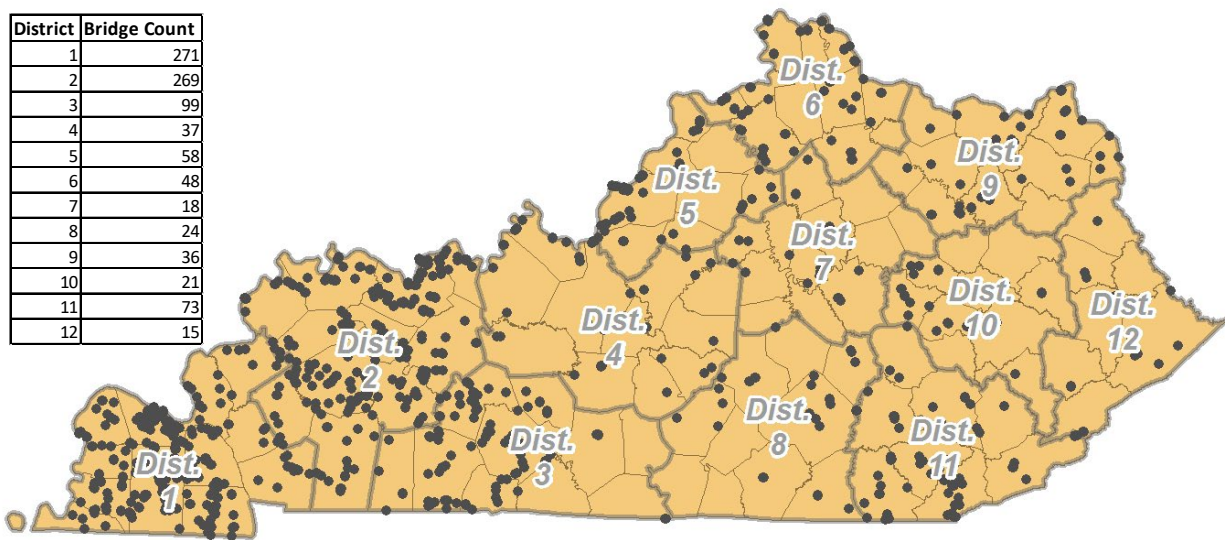 District Bridge Count
1 271
2 269
3 99
4 37
5 58
6 48
7 18
8 24
9 36
10 21
11 73
12 15
Dist.
6
Dist.
9
Dist.
5
Dist.
7
Dist.
10
Dist.
12
Dist.
4
Dist.
2
Dist.
8
Dist.
3
Dist.
11
Dist.
1